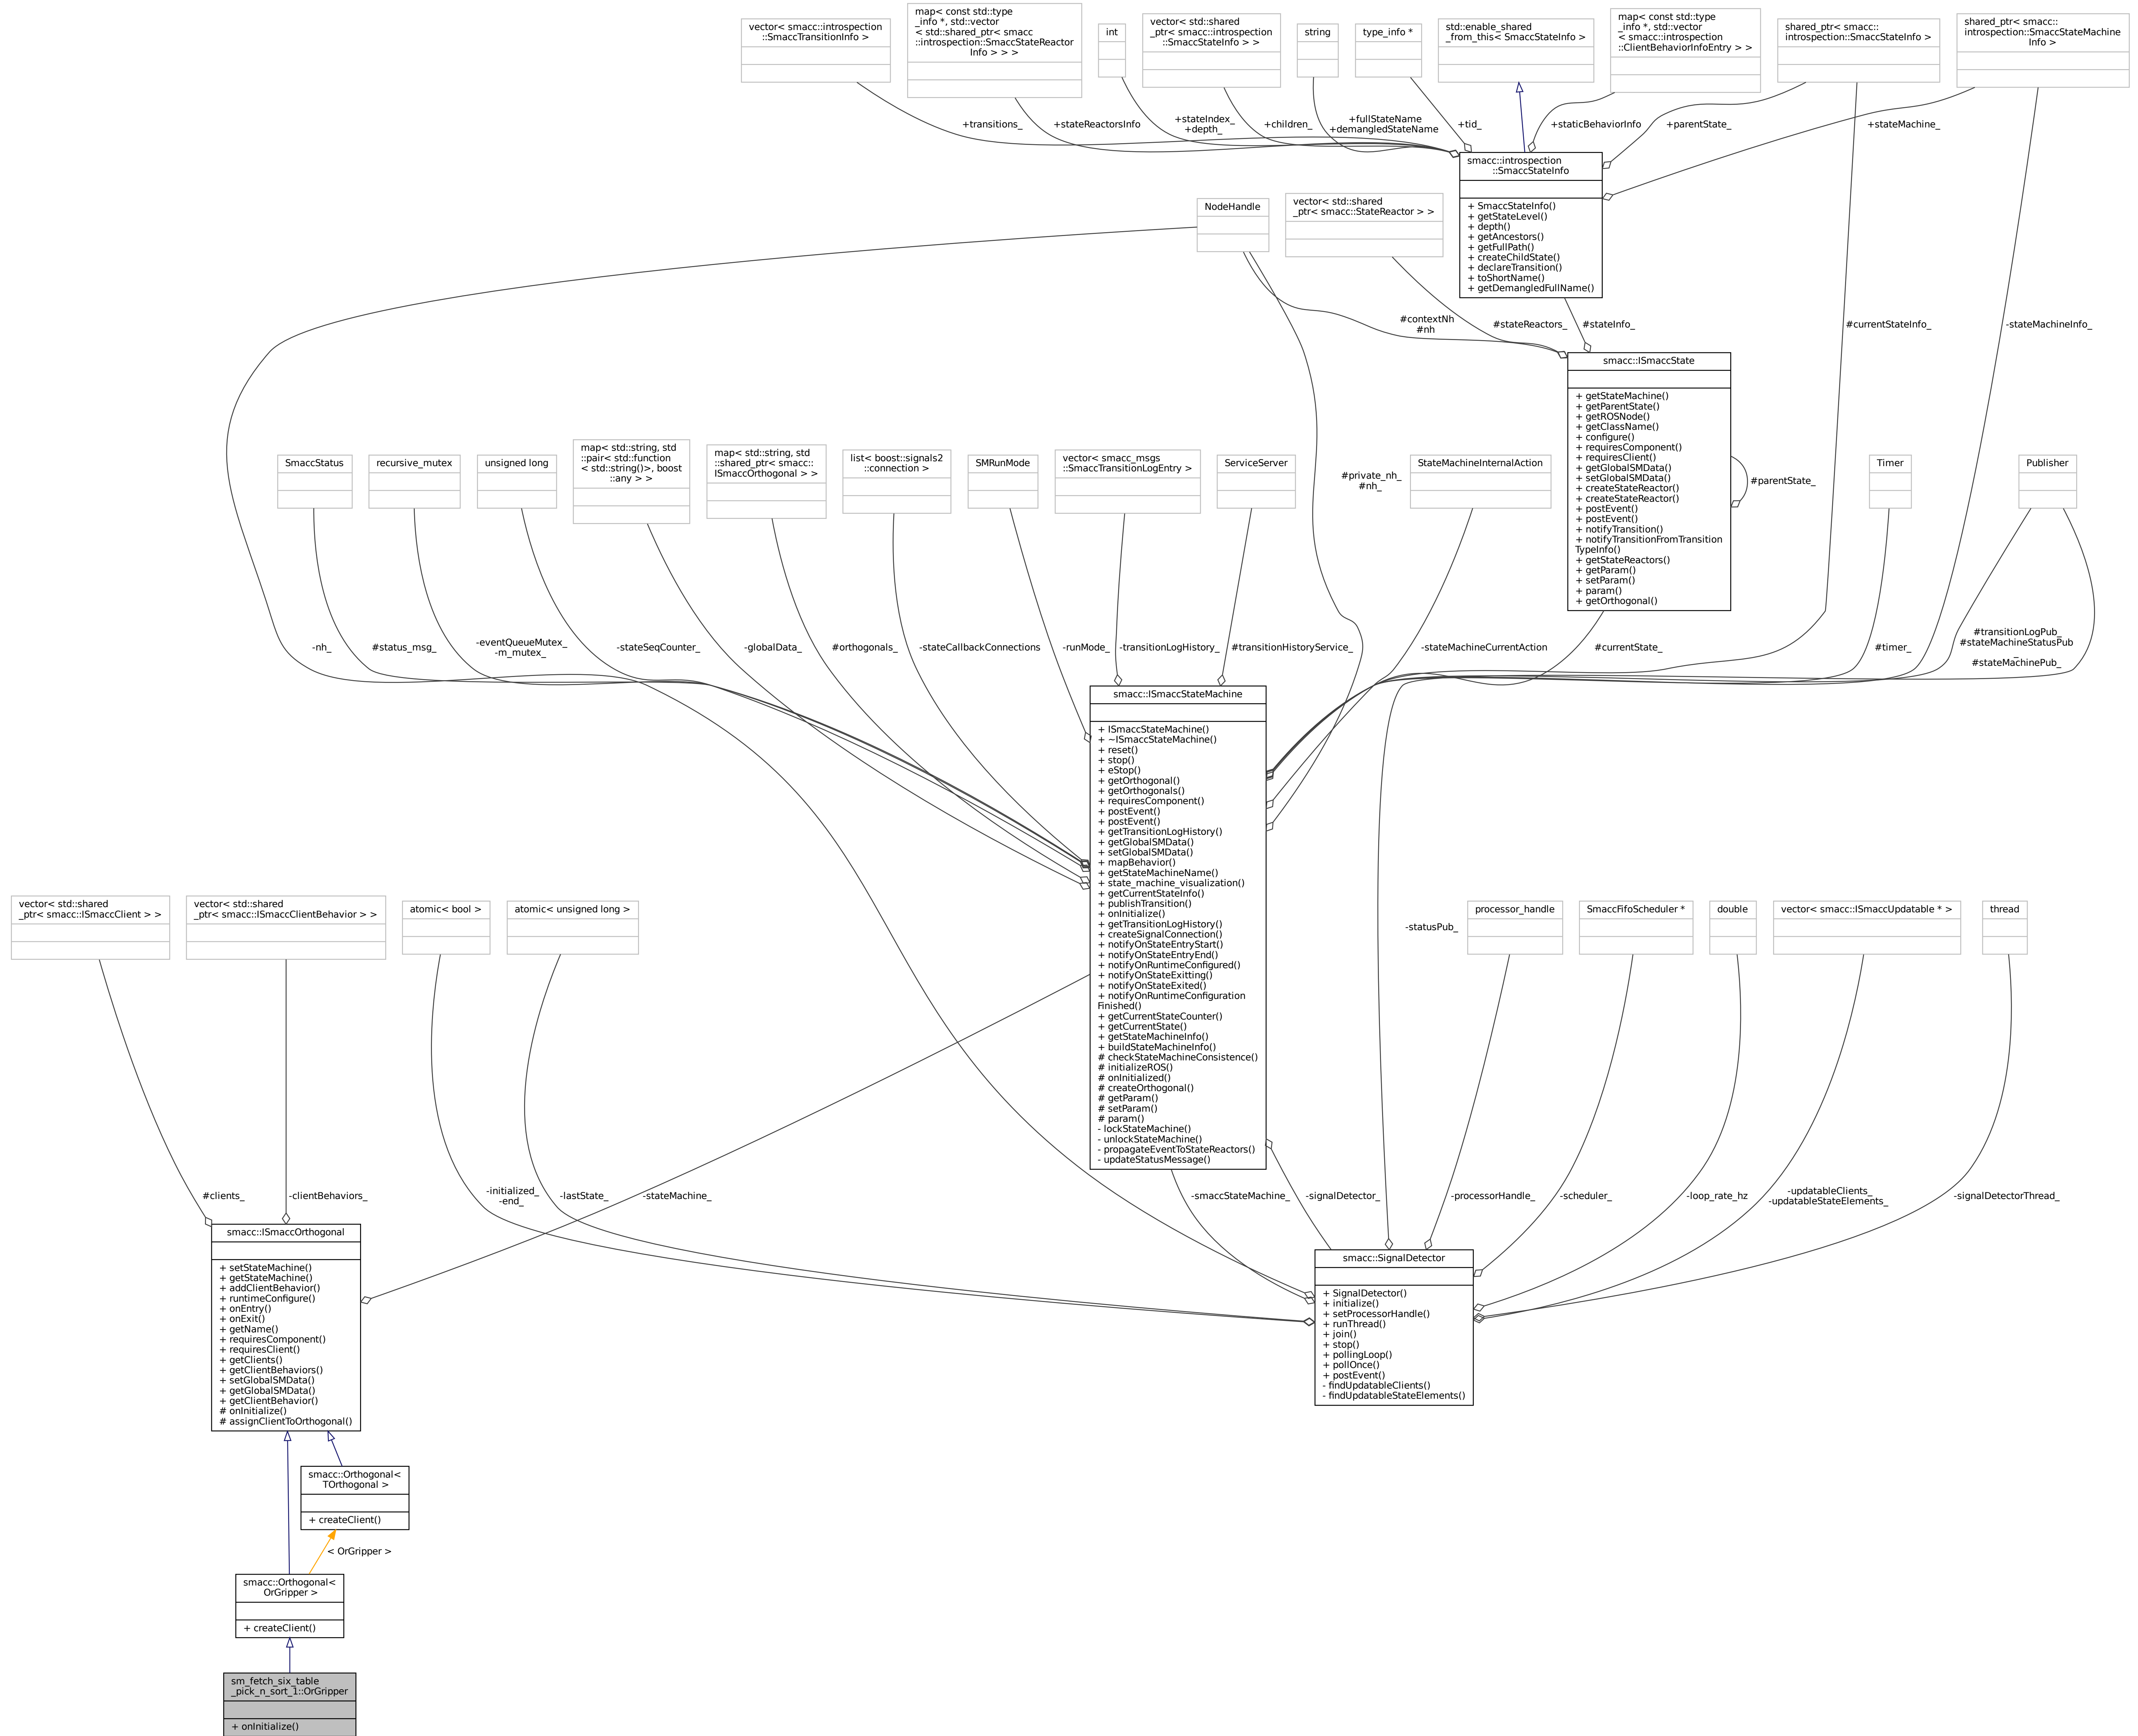 vector< smacc::introspection
::SmaccTransitionInfo >
map< const std::type
_info *, std::vector
< std::shared_ptr< smacc
::introspection::SmaccStateReactor
Info > > >
int
vector< std::shared
_ptr< smacc::introspection
::SmaccStateInfo > >
string
type_info *
std::enable_shared
_from_this< SmaccStateInfo >
map< const std::type
_info *, std::vector
< smacc::introspection
::ClientBehaviorInfoEntry > >
shared_ptr< smacc::
introspection::SmaccStateInfo >
shared_ptr< smacc::
introspection::SmaccStateMachine
Info >
+transitions_
+stateReactorsInfo
+stateIndex_
+depth_
+children_
+fullStateName
+demangledStateName
+tid_
+staticBehaviorInfo
+parentState_
+stateMachine_
smacc::introspection
::SmaccStateInfo
+ SmaccStateInfo()
+ getStateLevel()
+ depth()
+ getAncestors()
+ getFullPath()
+ createChildState()
+ declareTransition()
+ toShortName()
+ getDemangledFullName()
NodeHandle
vector< std::shared
_ptr< smacc::StateReactor > >
#contextNh
#nh
#stateReactors_
#stateInfo_
#currentStateInfo_
-stateMachineInfo_
smacc::ISmaccState
+ getStateMachine()
+ getParentState()
+ getROSNode()
+ getClassName()
+ configure()
+ requiresComponent()
+ requiresClient()
+ getGlobalSMData()
+ setGlobalSMData()
+ createStateReactor()
+ createStateReactor()
+ postEvent()
+ postEvent()
+ notifyTransition()
+ notifyTransitionFromTransition
TypeInfo()
+ getStateReactors()
+ getParam()
+ setParam()
+ param()
+ getOrthogonal()
#parentState_
SmaccStatus
recursive_mutex
unsigned long
map< std::string, std
::pair< std::function
< std::string()>, boost
::any > >
map< std::string, std
::shared_ptr< smacc::
ISmaccOrthogonal > >
list< boost::signals2
::connection >
SMRunMode
vector< smacc_msgs
::SmaccTransitionLogEntry >
ServiceServer
#private_nh_
#nh_
StateMachineInternalAction
Timer
Publisher
-nh_
#status_msg_
-eventQueueMutex_
-m_mutex_
-stateSeqCounter_
-globalData_
#orthogonals_
-stateCallbackConnections
-runMode_
-transitionLogHistory_
#transitionHistoryService_
-stateMachineCurrentAction
#currentState_
#timer_
#transitionLogPub_
#stateMachineStatusPub
_
#stateMachinePub_
smacc::ISmaccStateMachine
+ ISmaccStateMachine()
+ ~ISmaccStateMachine()
+ reset()
+ stop()
+ eStop()
+ getOrthogonal()
+ getOrthogonals()
+ requiresComponent()
+ postEvent()
+ postEvent()
+ getTransitionLogHistory()
+ getGlobalSMData()
+ setGlobalSMData()
+ mapBehavior()
+ getStateMachineName()
+ state_machine_visualization()
+ getCurrentStateInfo()
+ publishTransition()
+ onInitialize()
+ getTransitionLogHistory()
+ createSignalConnection()
+ notifyOnStateEntryStart()
+ notifyOnStateEntryEnd()
+ notifyOnRuntimeConfigured()
+ notifyOnStateExitting()
+ notifyOnStateExited()
+ notifyOnRuntimeConfiguration
Finished()
+ getCurrentStateCounter()
+ getCurrentState()
+ getStateMachineInfo()
+ buildStateMachineInfo()
# checkStateMachineConsistence()
# initializeROS()
# onInitialized()
# createOrthogonal()
# getParam()
# setParam()
# param()
- lockStateMachine()
- unlockStateMachine()
- propagateEventToStateReactors()
- updateStatusMessage()
vector< std::shared
_ptr< smacc::ISmaccClient > >
vector< std::shared
_ptr< smacc::ISmaccClientBehavior > >
atomic< bool >
atomic< unsigned long >
-statusPub_
processor_handle
SmaccFifoScheduler *
double
vector< smacc::ISmaccUpdatable * >
thread
#clients_
-clientBehaviors_
-initialized_
-end_
-lastState_
-stateMachine_
-smaccStateMachine_
-signalDetector_
-processorHandle_
-scheduler_
-loop_rate_hz
-updatableClients_
-updatableStateElements_
-signalDetectorThread_
smacc::ISmaccOrthogonal
+ setStateMachine()
+ getStateMachine()
+ addClientBehavior()
+ runtimeConfigure()
+ onEntry()
+ onExit()
+ getName()
+ requiresComponent()
+ requiresClient()
+ getClients()
+ getClientBehaviors()
+ setGlobalSMData()
+ getGlobalSMData()
+ getClientBehavior()
# onInitialize()
# assignClientToOrthogonal()
smacc::SignalDetector
+ SignalDetector()
+ initialize()
+ setProcessorHandle()
+ runThread()
+ join()
+ stop()
+ pollingLoop()
+ pollOnce()
+ postEvent()
- findUpdatableClients()
- findUpdatableStateElements()
smacc::Orthogonal<
TOrthogonal >
+ createClient()
< OrGripper >
smacc::Orthogonal<
OrGripper >
+ createClient()
sm_fetch_six_table
_pick_n_sort_1::OrGripper
+ onInitialize()